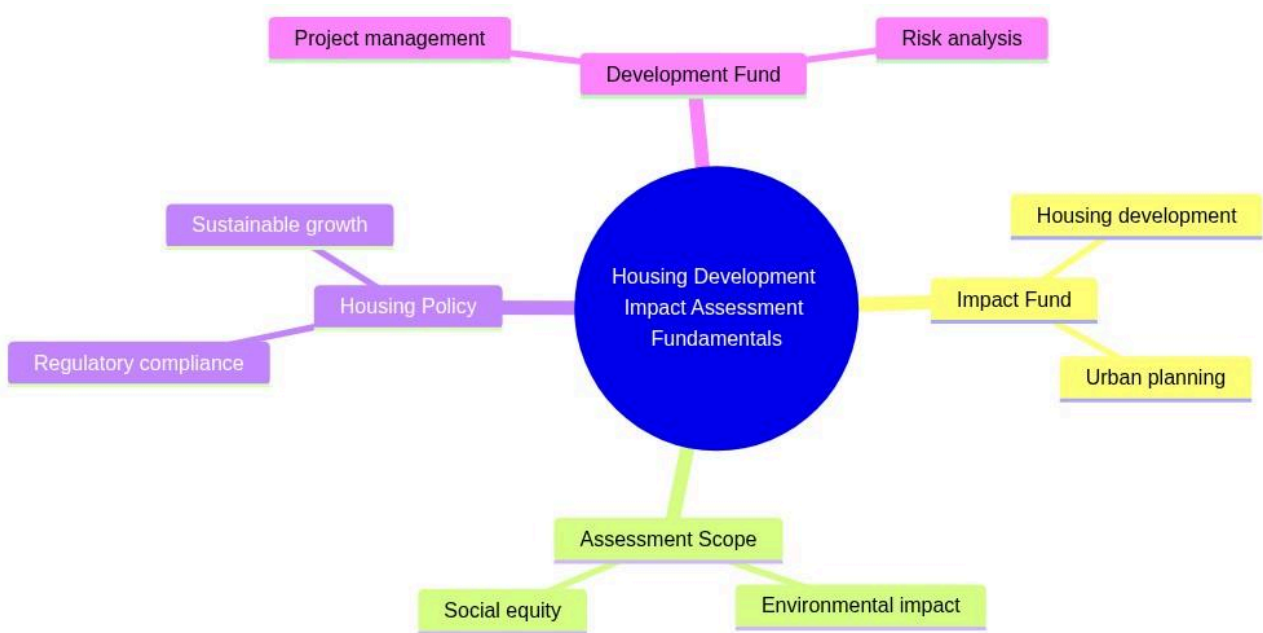 Project management
Risk analysis
Development Fund
Sustainable growth
Housing development
Housing Development
Impact Assessment
Fundamentals
Housing Policy
Impact Fund
Regulatory compliance
Urban planning
Assessment Scope
Social equity
Environmental impact